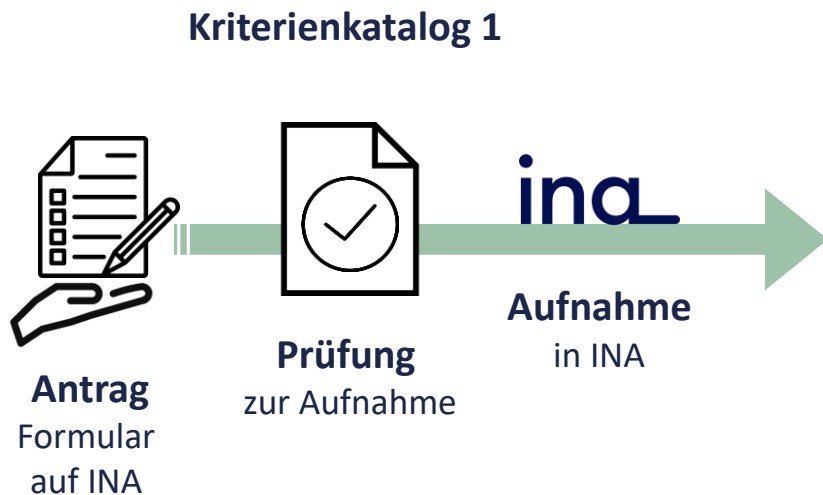 Kriterienkatalog 1
Antrag
Formular
auf INA
Prüfung
zur Aufnahme
ina
Aufnahme
in INA